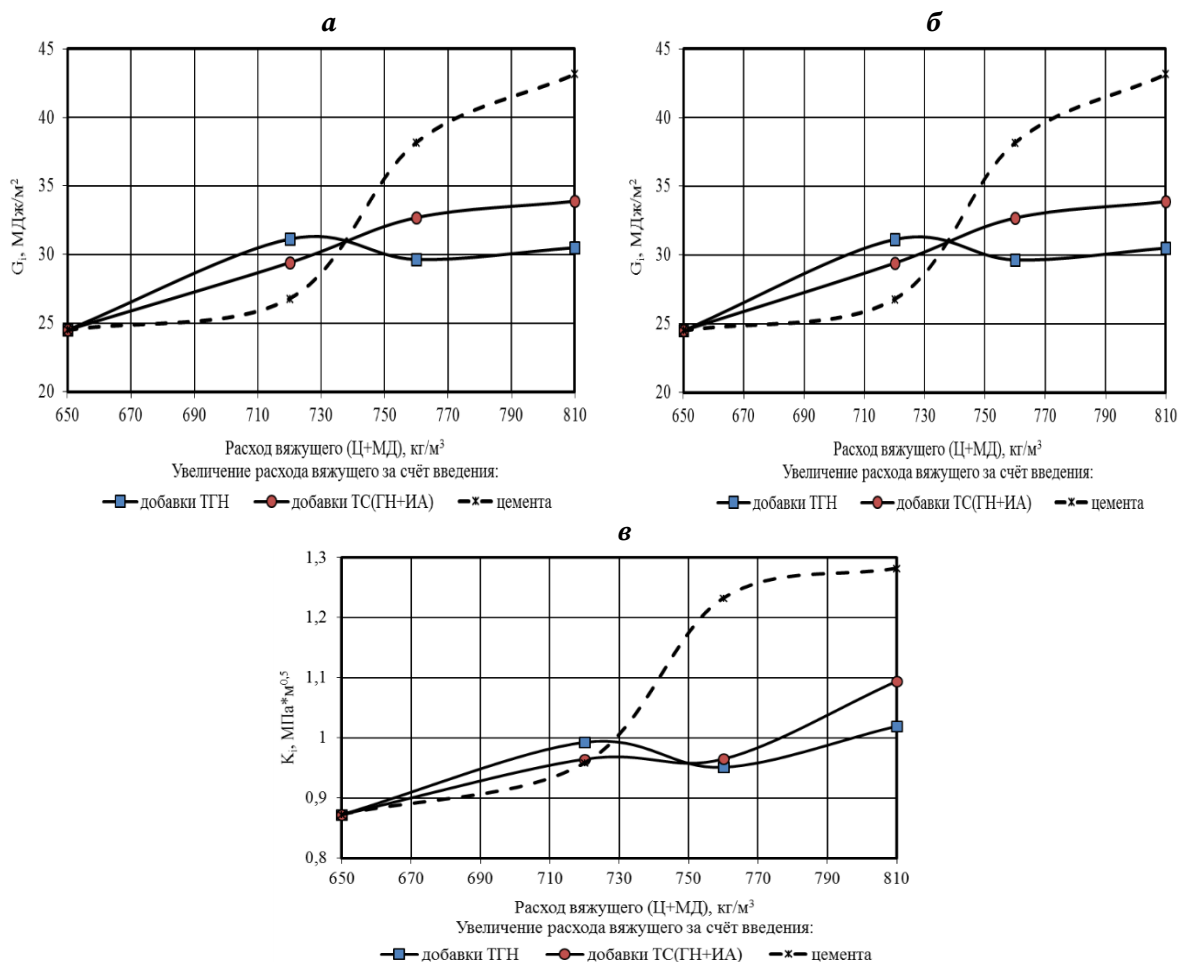 а
45
40
35
30
25
20
Gᵢ, МДж/м²
650 670 690 710 730 750 770 790 810
Расход вяжущего (Ц+МД), кг/м³
Увеличение расхода вяжущего за счёт введения:
добавки ТГН добавки ТС(ГН+ИА) цемента
б
45
40
35
30
25
20
Gᵢ, МДж/м²
650 670 690 710 730 750 770 790 810
Расход вяжущего (Ц+МД), кг/м³
Увеличение расхода вяжущего за счёт введения:
добавки ТГН добавки ТС(ГН+ИА) цемента
в
1,3
1,2
1,1
1
0,9
0,8
Kᵢ, МПа*м⁰,⁵
650 670 690 710 730 750 770 790 810
Расход вяжущего (Ц+МД), кг/м³
Увеличение расхода вяжущего за счёт введения:
добавки ТГН добавки ТС(ГН+ИА) цемента